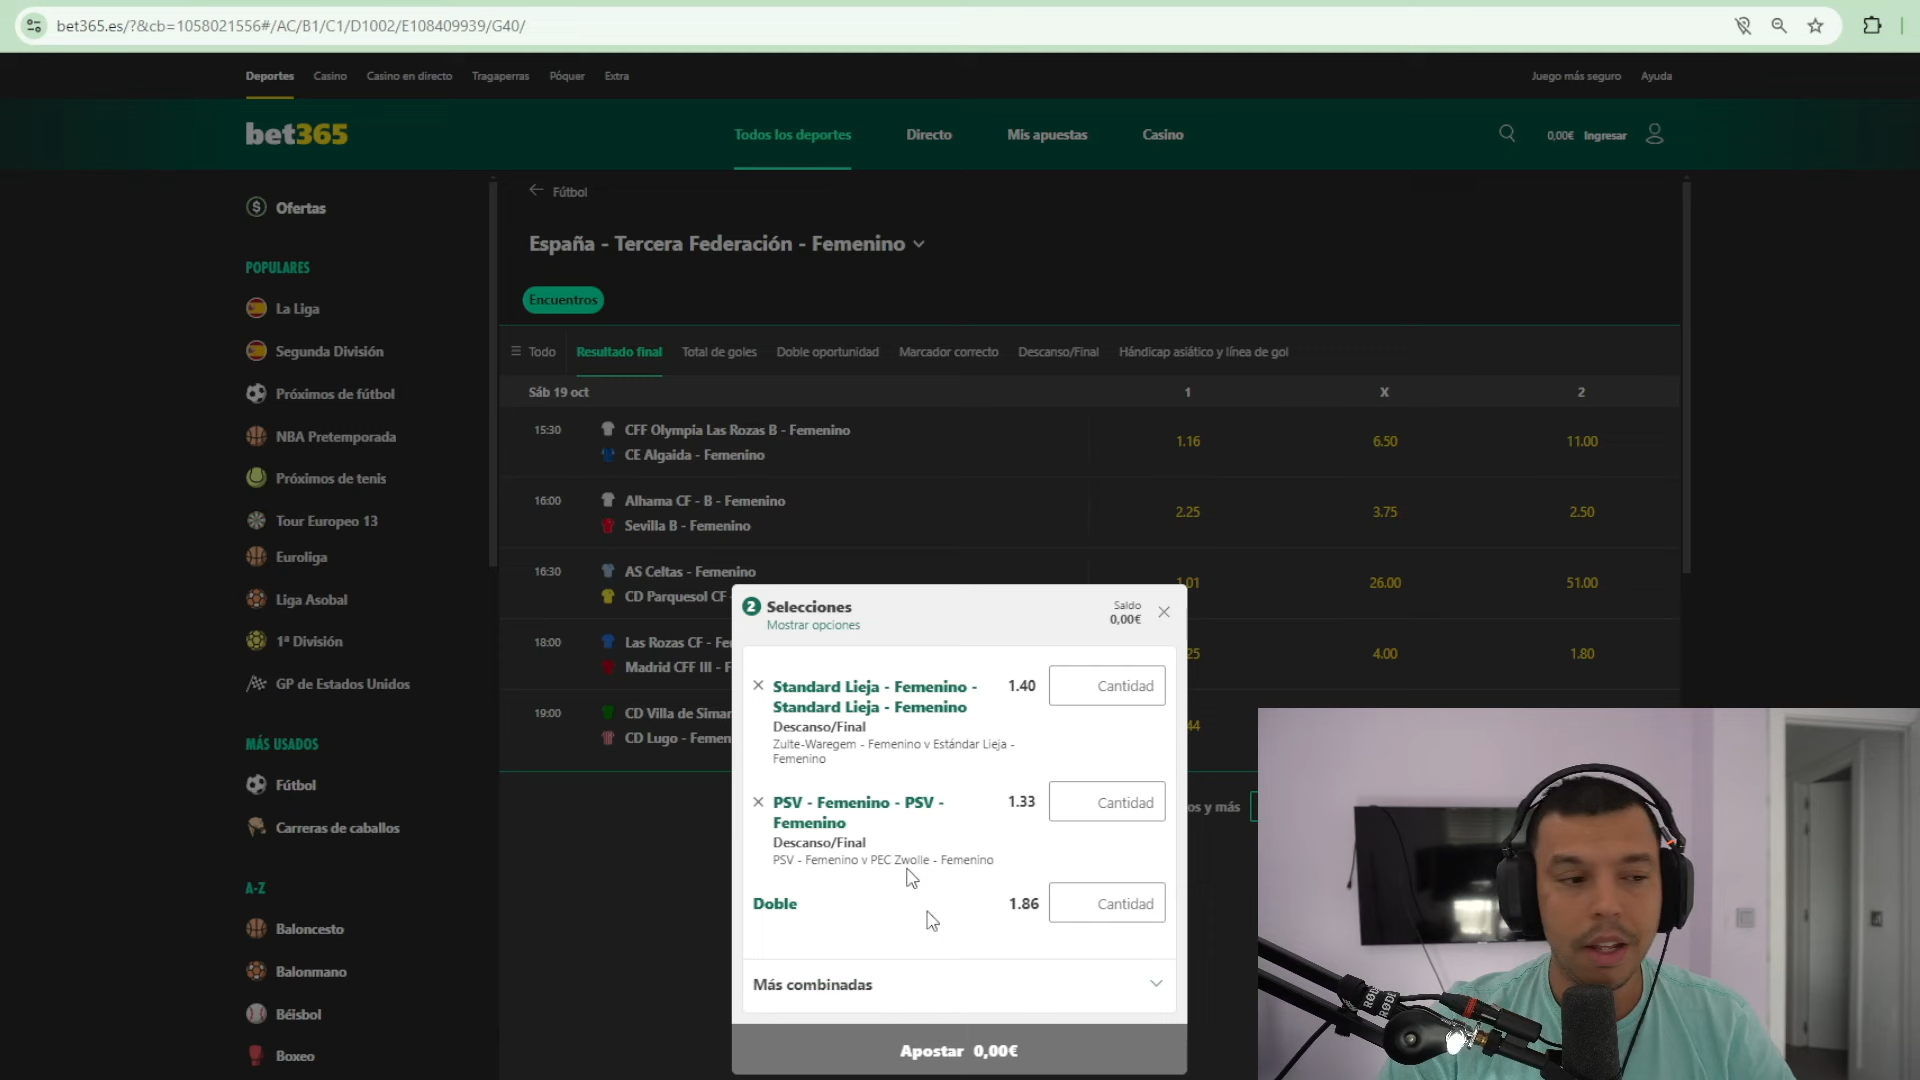 bet365.es/?&cb=1058021556#/AC/B1/C1/D1002/E108409939/G40/
Deportes Casino Casino en directo Tragaperras Póquer Extra Juego más seguro Ayuda
bet365 Todos los deportes Directo Mis apuestas Casino 0,00€ Ingresar
Ofertas
POPULARES
La Liga
Segunda División
Próximos de fútbol
NBA Pretemporada
Próximos de tenis
Tour Europeo 13
Euroliga
Liga Asobal
1ª División
GP de Estados Unidos
MÁS USADOS
Fútbol
Carreras de caballos
A-Z
Baloncesto
Balonmano
Béisbol
Boxeo
Fútbol
España - Tercera Federación - Femenino
Encuentros
Todo Resultado final Total de goles Doble oportunidad Marcador correcto Descanso/Final Hándicap asiático y línea de gol
Sáb 19 oct 1 X 2
15:30 CFF Olympia Las Rozas B - Femenino
CE Algaida - Femenino
1.16 6.50 11.00
16:00 Alhama CF - B - Femenino
Sevilla B - Femenino
2.25 3.75 2.50
16:30 AS Celtas - Femenino
CD Parquesol CF -
1.01 26.00 51.00
18:00 Las Rozas CF - Fe
Madrid CFF III - F
25 4.00 1.80
19:00 CD Villa de Simar
CD Lugo - Femen
44
os y más
2 Selecciones
Mostrar opciones
Saldo
0,00€
Standard Lieja - Femenino - 1.40 Cantidad
Standard Lieja - Femenino
Descanso/Final
Zulte-Waregem - Femenino v Estándar Lieja -
Femenino
PSV - Femenino - PSV - 1.33 Cantidad
Femenino
Descanso/Final
PSV - Femenino v PEC Zwolle - Femenino
Doble 1.86 Cantidad
Más combinadas
Apostar 0,00€
RØDE
RØDE